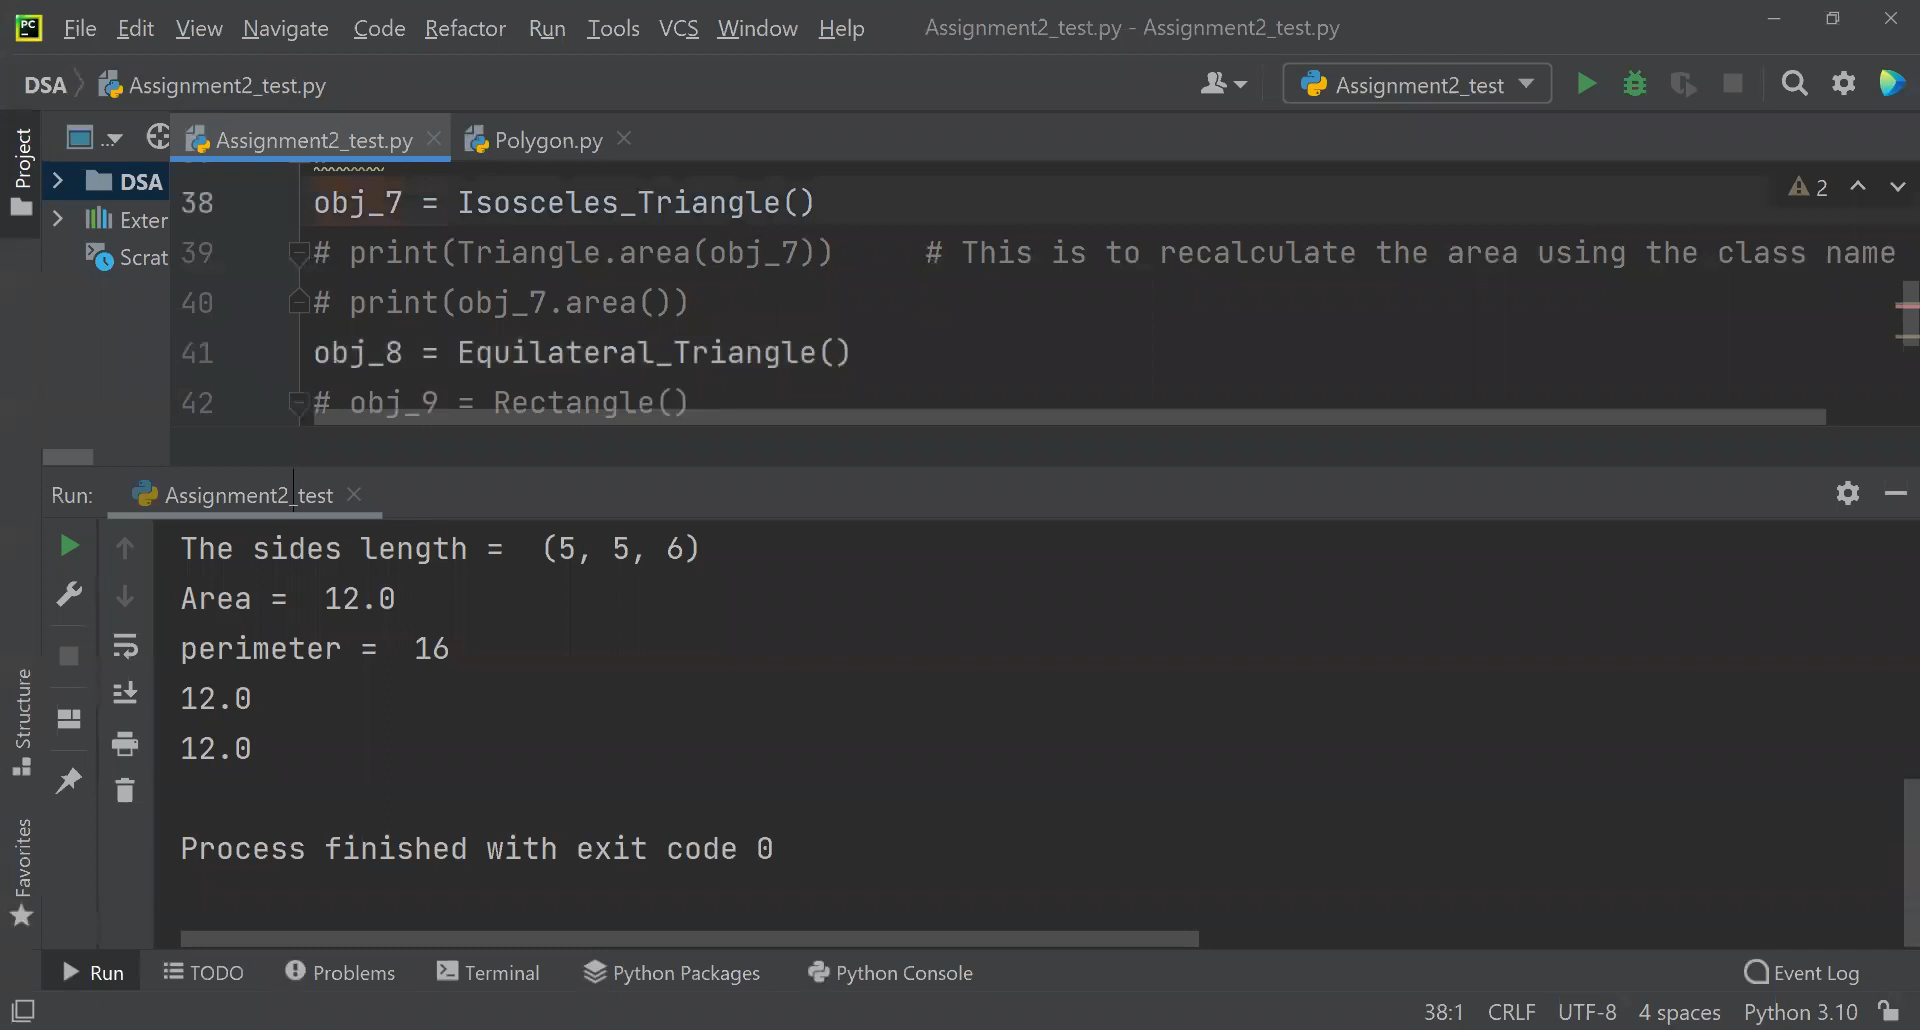 PC File Edit View Navigate Code Refactor Run Tools VCS Window Help Assignment2_test.py - Assignment2_test.py
DSA Assignment2_test.py Assignment2_test
Project
... Assignment2_test.py Polygon.py
DSA
Exter
Scrat
2
38 obj_7 = Isosceles_Triangle()
39 # print(Triangle.area(obj_7)) # This is to recalculate the area using the class name
40 # print(obj_7.area())
41 obj_8 = Equilateral_Triangle()
42 # obj_9 = Rectangle()
Run: Assignment2_test
The sides length =  (5, 5, 6)
Area =  12.0
perimeter =  16
12.0
12.0
Process finished with exit code 0
Structure
Favorites
Run TODO Problems Terminal Python Packages Python Console Event Log
38:1 CRLF UTF-8 4 spaces Python 3.10